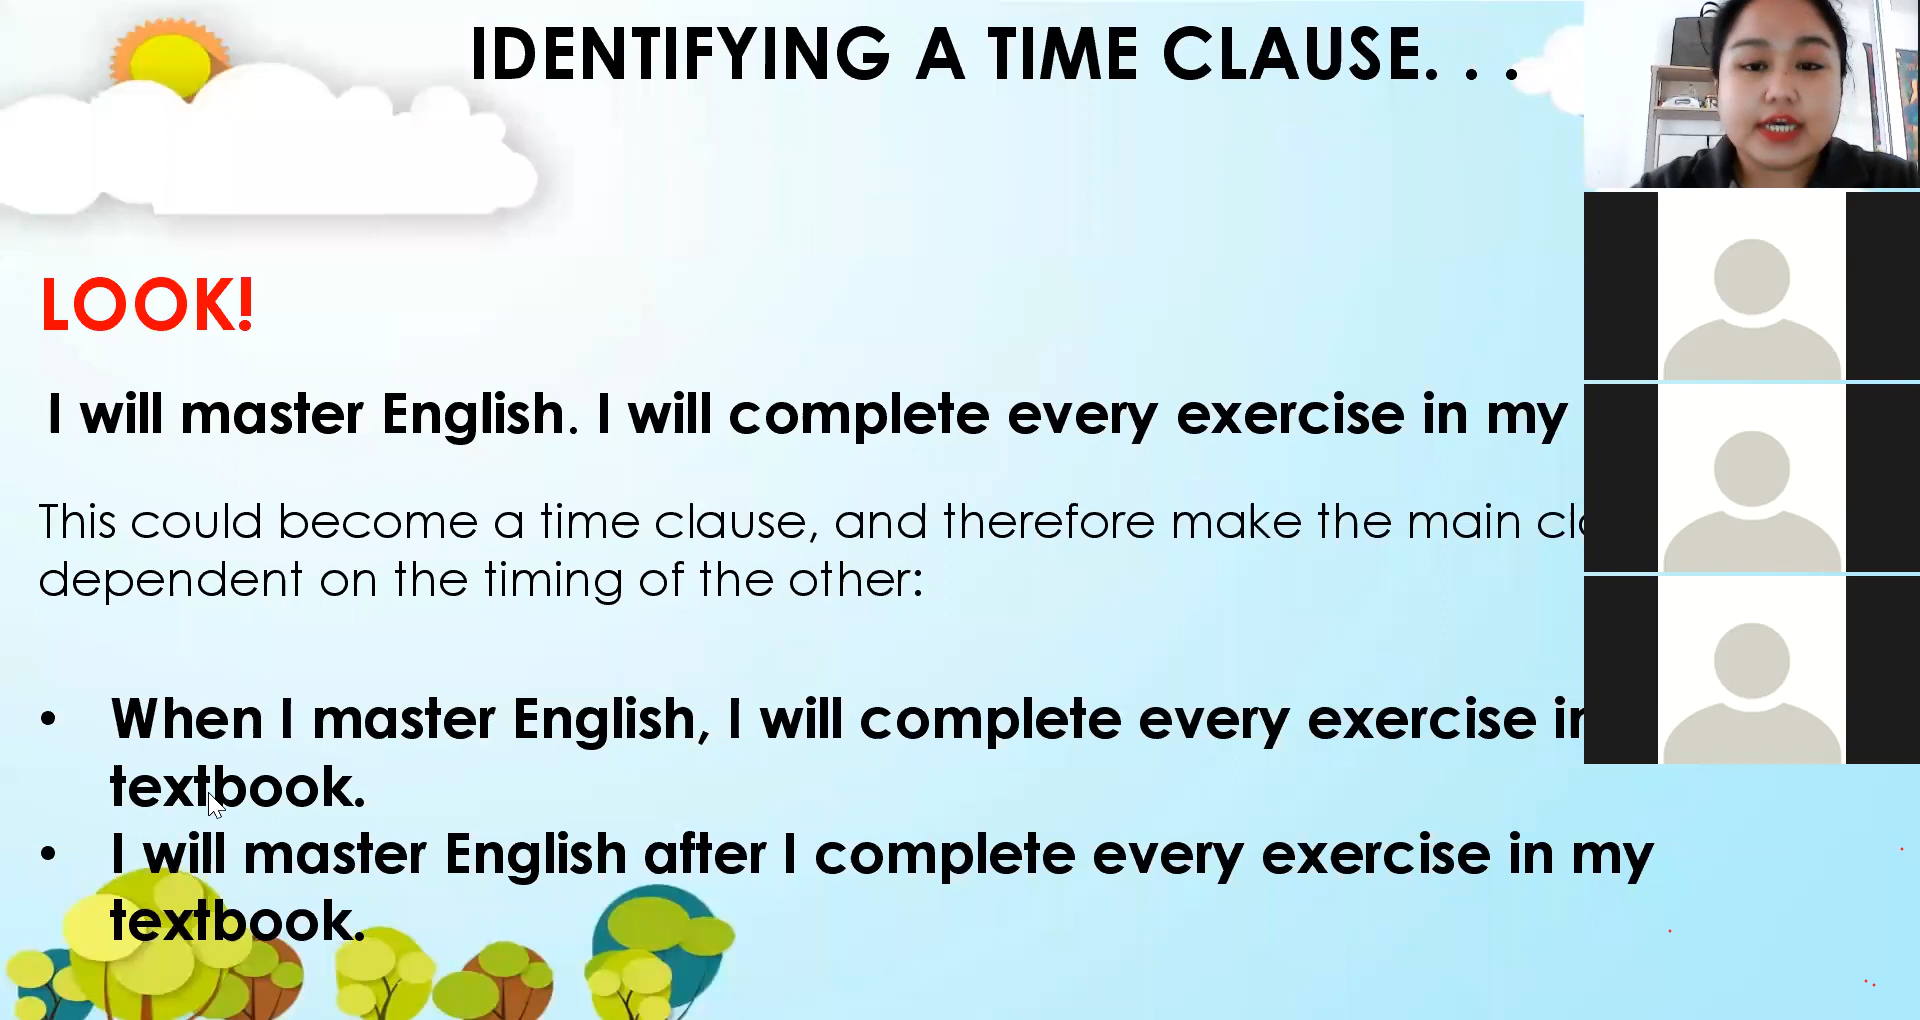 IDENTIFYING A TIME CLAUSE. . .
LOOK!
I will master English. I will complete every exercise in my
This could become a time clause, and therefore make the main
dependent on the timing of the other:
• When I master English, I will complete every exercise
textbook.
• I will master English after I complete every exercise in my
textbook.